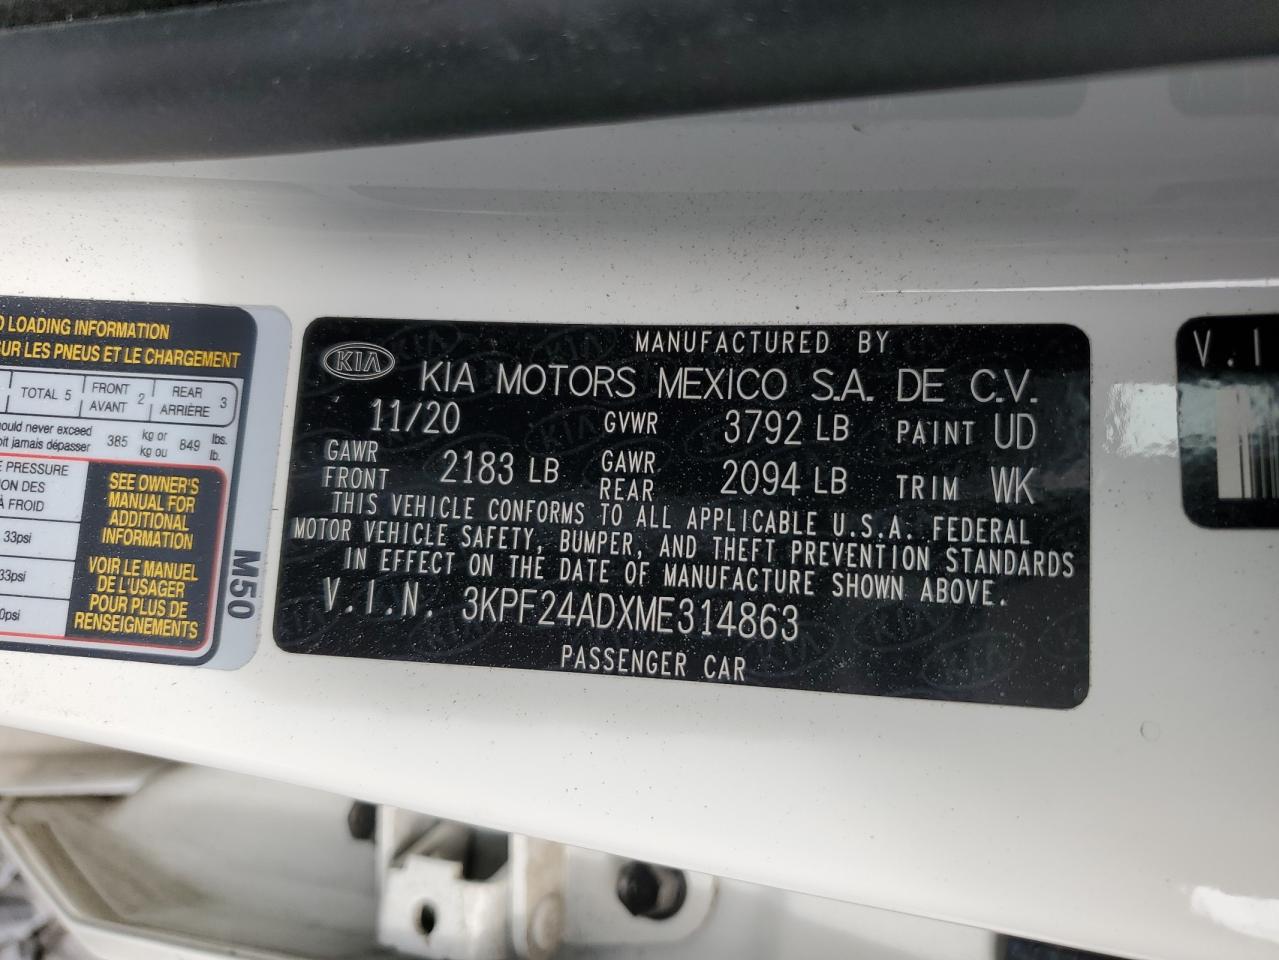 D LOADING INFORMATION
SUR LES PNEUS ET LE CHARGEMENT
TOTAL 5 FRONT AVANT 2 REAR ARRIÈRE 3
ould never exceed 385 kg or 849 lbs.
oit jamais dépasser kg ou lb.
E PRESSURE
ION DES
À FROID
33psi
33psi
0psi
SEE OWNER'S
MANUAL FOR
ADDITIONAL
INFORMATION
VOIR LE MANUEL
DE L'USAGER
POUR PLUS DE
RENSEIGNEMENTS
M50
KIA
MANUFACTURED BY
KIA MOTORS MEXICO S.A. DE C.V.
11/20 GVWR 3792 LB PAINT UD
GAWR FRONT 2183 LB GAWR REAR 2094 LB TRIM WK
THIS VEHICLE CONFORMS TO ALL APPLICABLE U.S.A. FEDERAL
MOTOR VEHICLE SAFETY, BUMPER, AND THEFT PREVENTION STANDARDS
IN EFFECT ON THE DATE OF MANUFACTURE SHOWN ABOVE.
V.I.N. 3KPF24ADXME314863
PASSENGER CAR
V.I